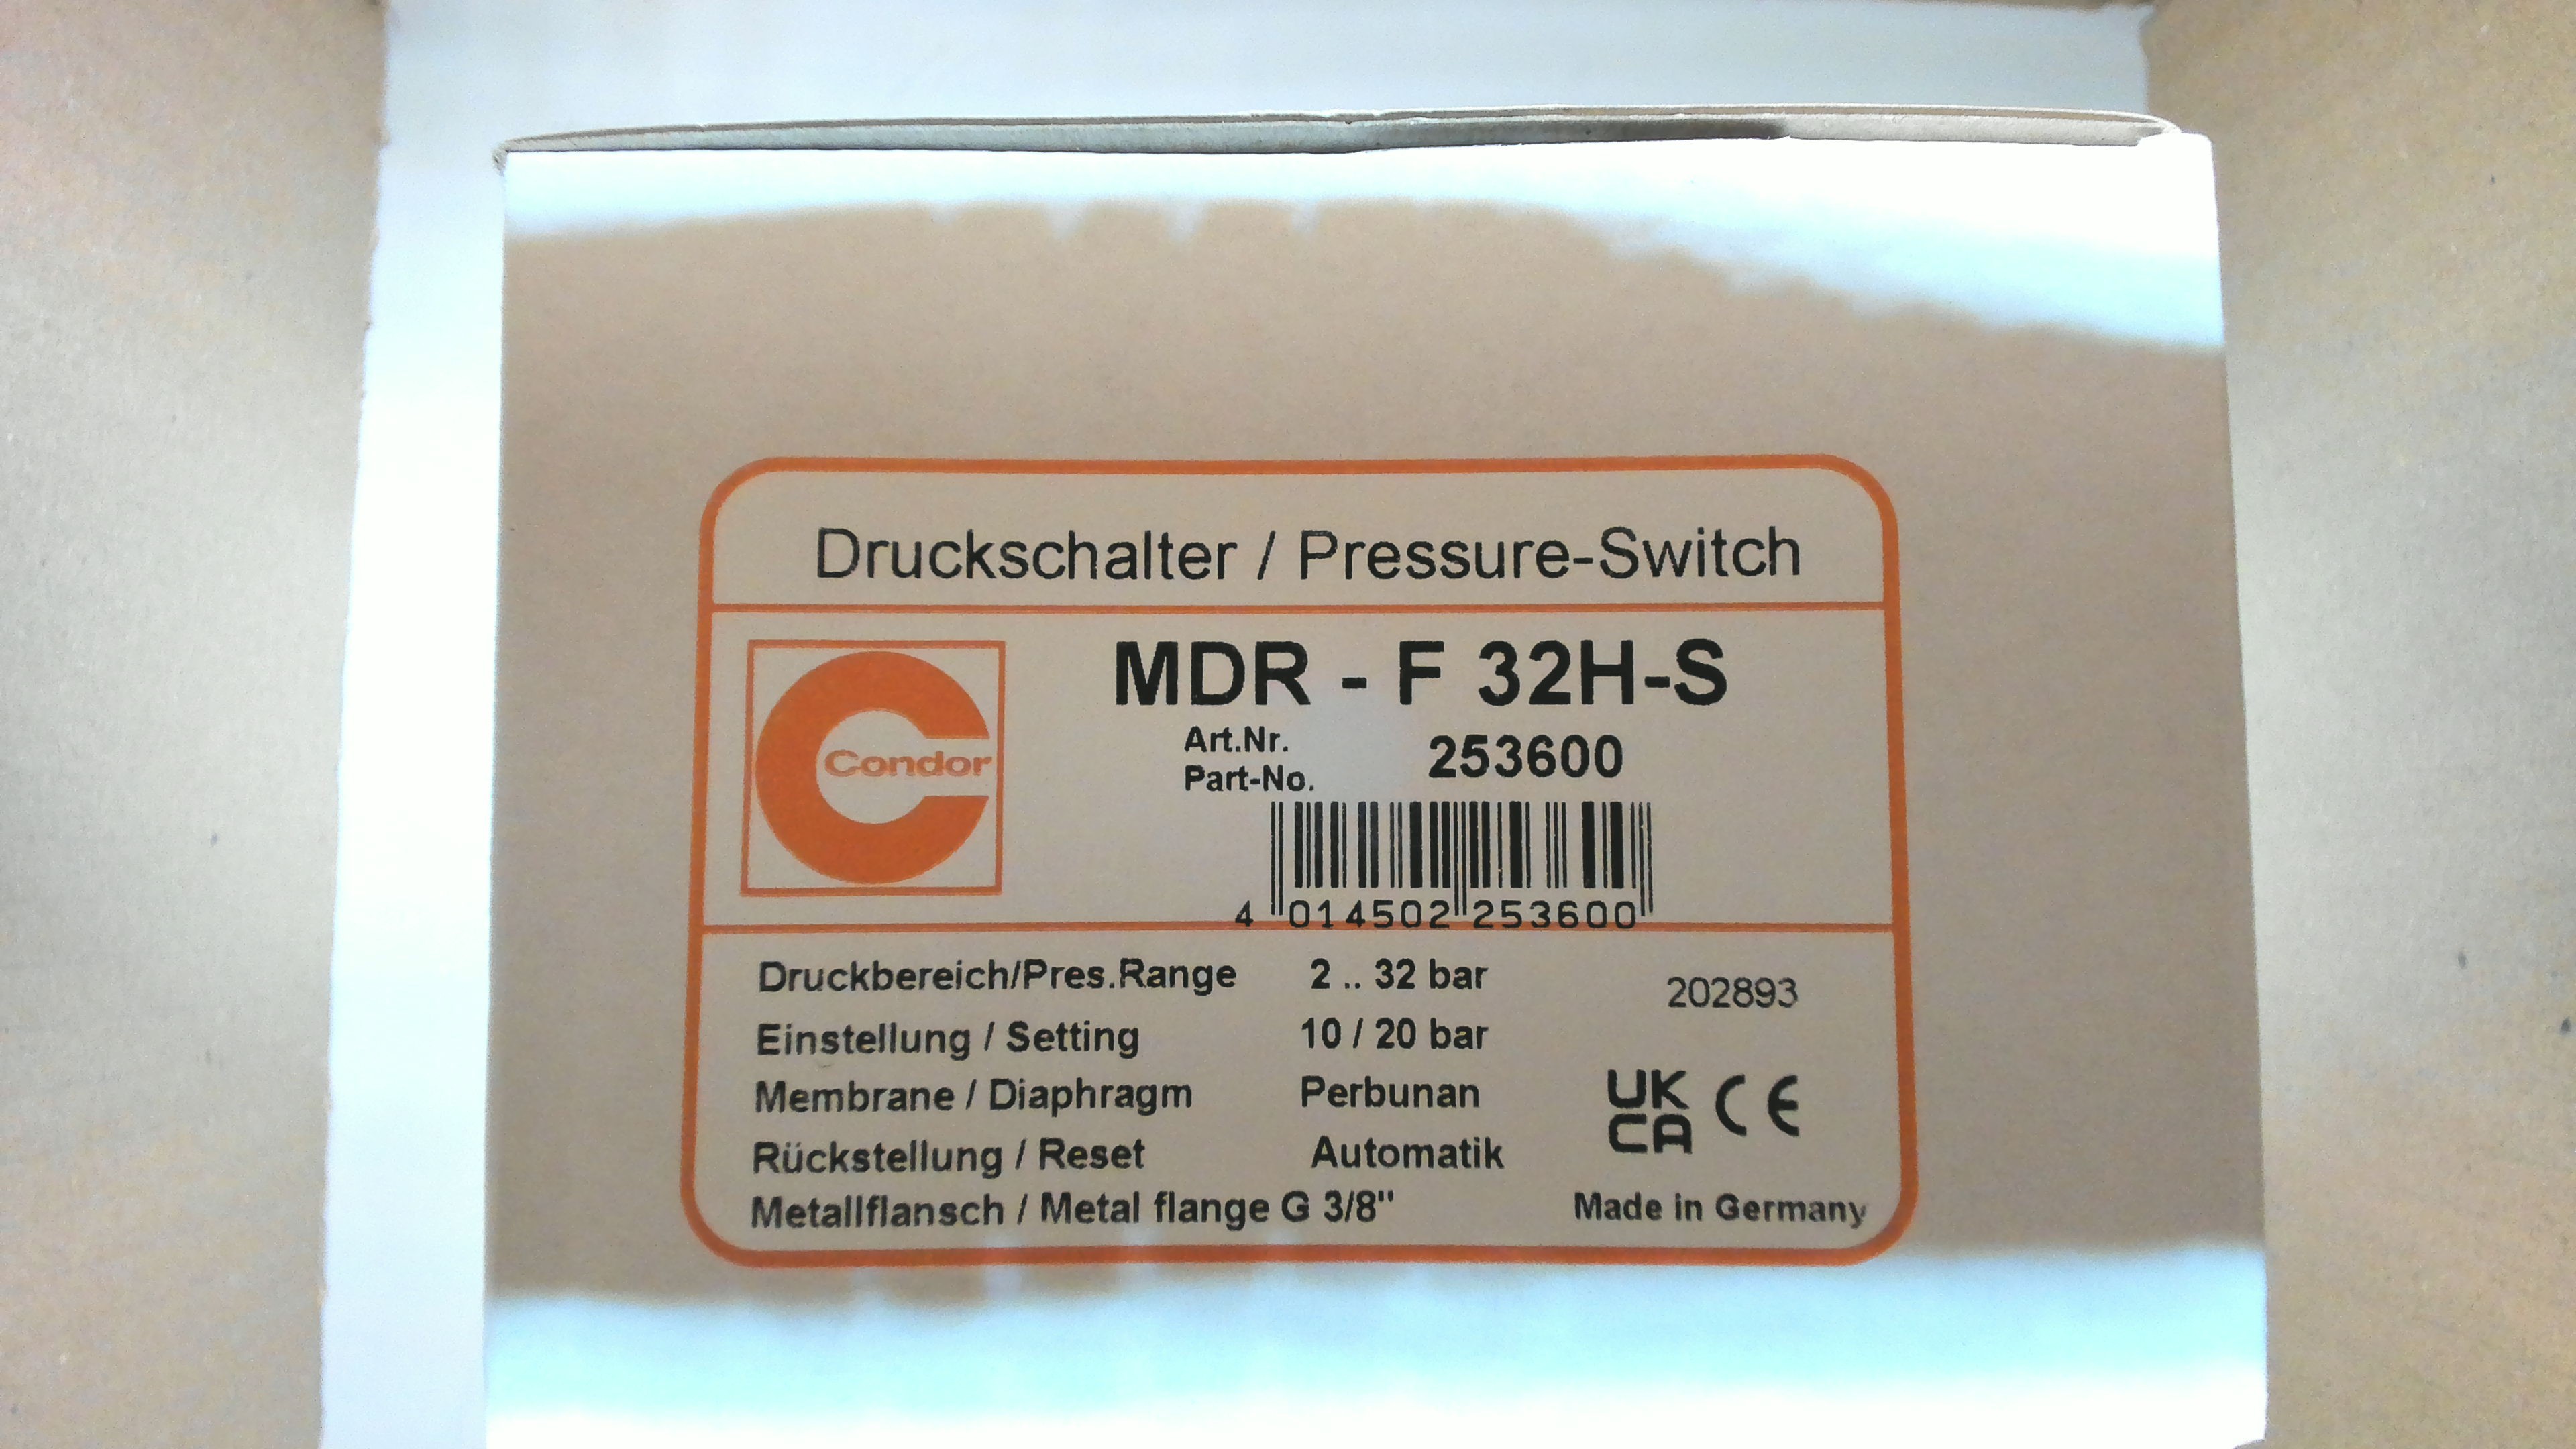 Druckschalter / Pressure-Switch
Condor
MDR - F 32H-S
Art.Nr.
Part-No.
253600
4 014502 253600
Druckbereich/Pres.Range 2 .. 32 bar
202893
Einstellung / Setting 10 / 20 bar
Membrane / Diaphragm Perbunan
UK
CA CE
Rückstellung / Reset Automatik
Metallflansch / Metal flange G 3/8" Made in Germany